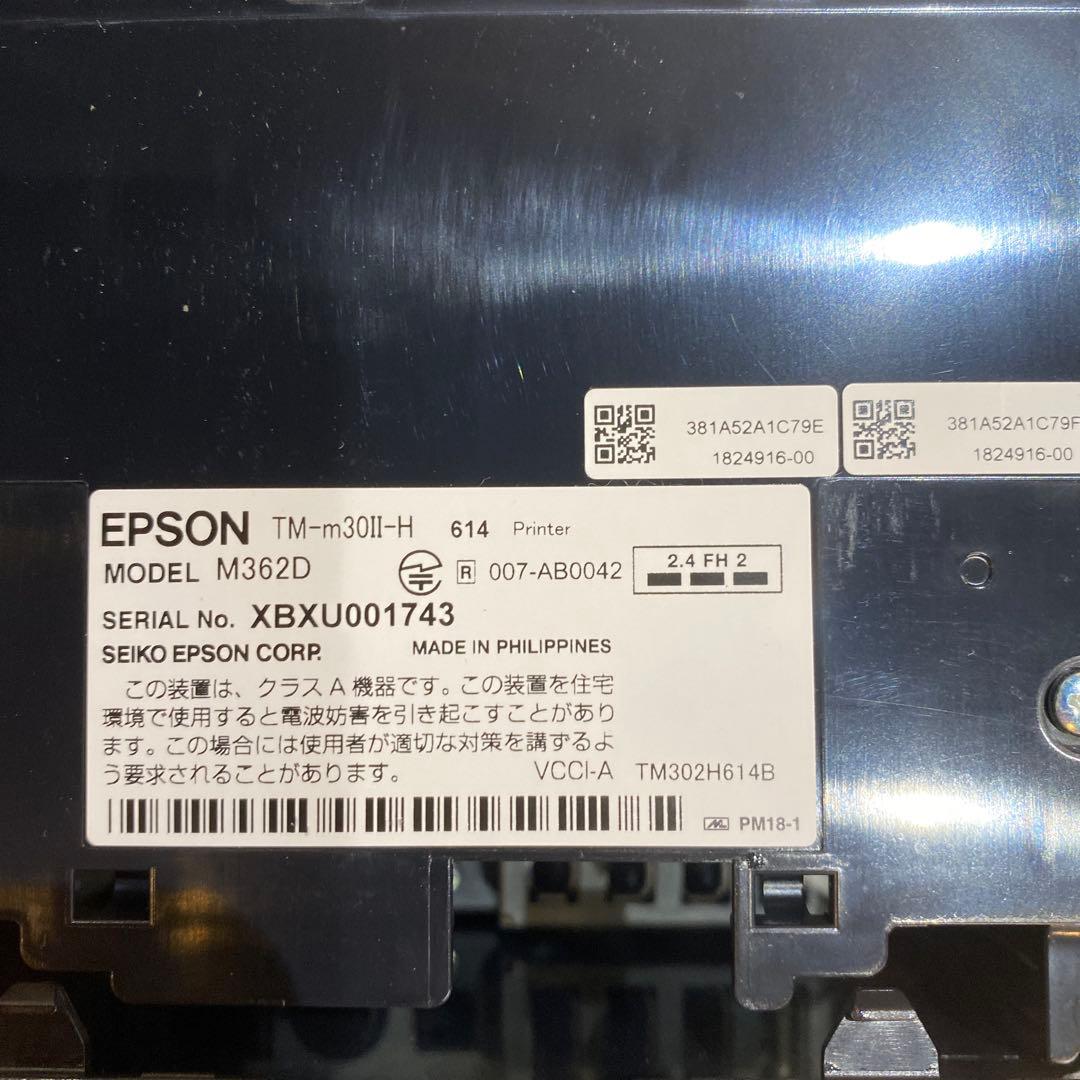 381A52A1C79E
1824916-00
381A52A1C79F
1824916-00
EPSON TM-m30II-H 614 Printer
MODEL M362D R 007-AB0042 2.4 FH 2
SERIAL No. XBXU001743
SEIKO EPSON CORP. MADE IN PHILIPPINES
この装置は、クラスA機器です。この装置を住宅
環境で使用すると電波妨害を引き起こすことがあり
ます。この場合には使用者が適切な対策を講ずるよ
う要求されることがあります。 VCCI-A TM302H614B
PM18-1